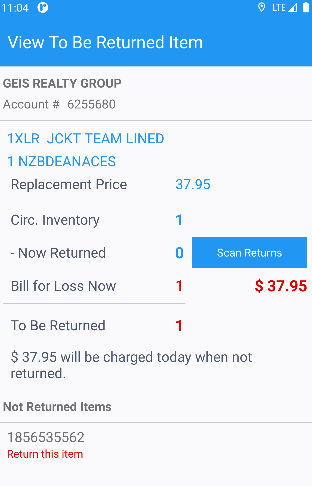 11:04 LTE
View To Be Returned Item
GEIS REALTY GROUP
Account # 6255680
1XLR JCKT TEAM LINED
1 NZBDEANACES
Replacement Price 37.95
Circ. Inventory 1
- Now Returned 0 Scan Returns
Bill for Loss Now 1 $ 37.95
To Be Returned 1
$ 37.95 will be charged today when not
returned.
Not Returned Items
1856535562
Return this item